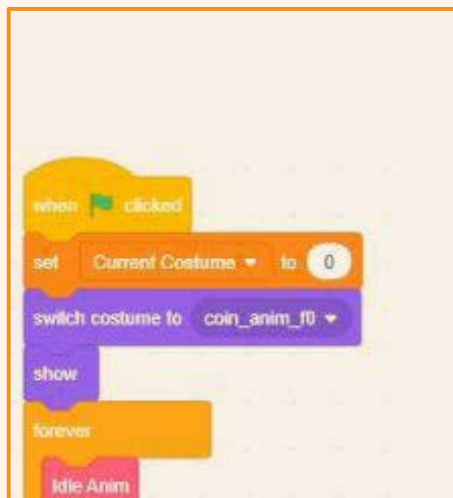 when clicked
set Current Costume to 0
switch costume to coin_anim_f0
show
forever
Idle Anim